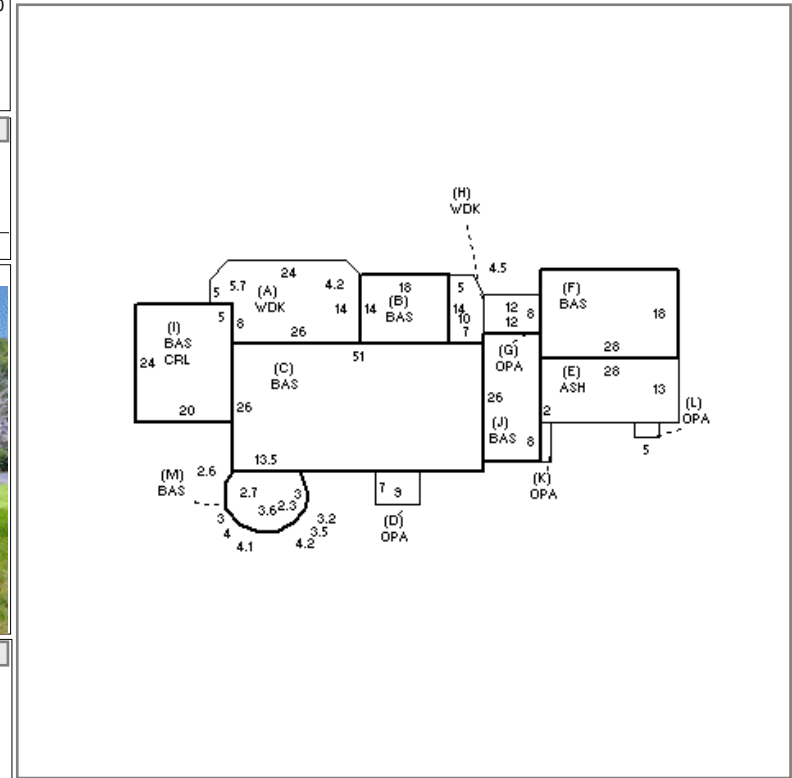 0
(H)
WDK
4.5
24
5
5.7
(A)
WDK
4.2
14
5
8
26
18
14
(B)
BAS
5
14
10
7
12
12
8
(F)
BAS
18
28
(I)
BAS
CRL
24
20
51
(C)
BAS
26
13.5
(G)
OPA
26
(J)
BAS
8
(E)
ASH
28
13
2
(L)
OPA
5
(K)
OPA
2.6
(M)
BAS
2.7
3
3.6
2.3
3
4
4.1
3.2
3.5
4.2
7
9
(D)
OPA